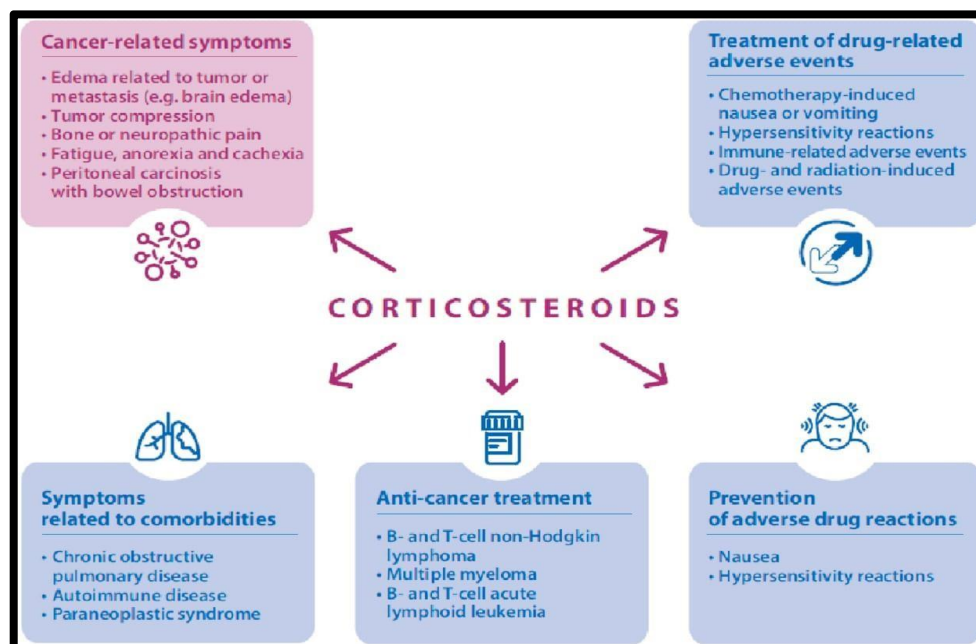 Cancer-related symptoms
• Edema related to tumor or
metastasis (e.g. brain edema)
• Tumor compression
• Bone or neuropathic pain
• Fatigue, anorexia and cachexia
• Peritoneal carcinosis
with bowel obstruction
Treatment of drug-related
adverse events
• Chemotherapy-induced
nausea or vomiting
• Hypersensitivity reactions
• Immune-related adverse events
• Drug- and radiation-induced
adverse events
CORTICOSTEROIDS
Symptoms
related to comorbidities
• Chronic obstructive
pulmonary disease
• Autoimmune disease
• Paraneoplastic syndrome
Anti-cancer treatment
• B- and T-cell non-Hodgkin
lymphoma
• Multiple myeloma
• B- and T-cell acute
lymphoid leukemia
Prevention
of adverse drug reactions
• Nausea
• Hypersensitivity reactions